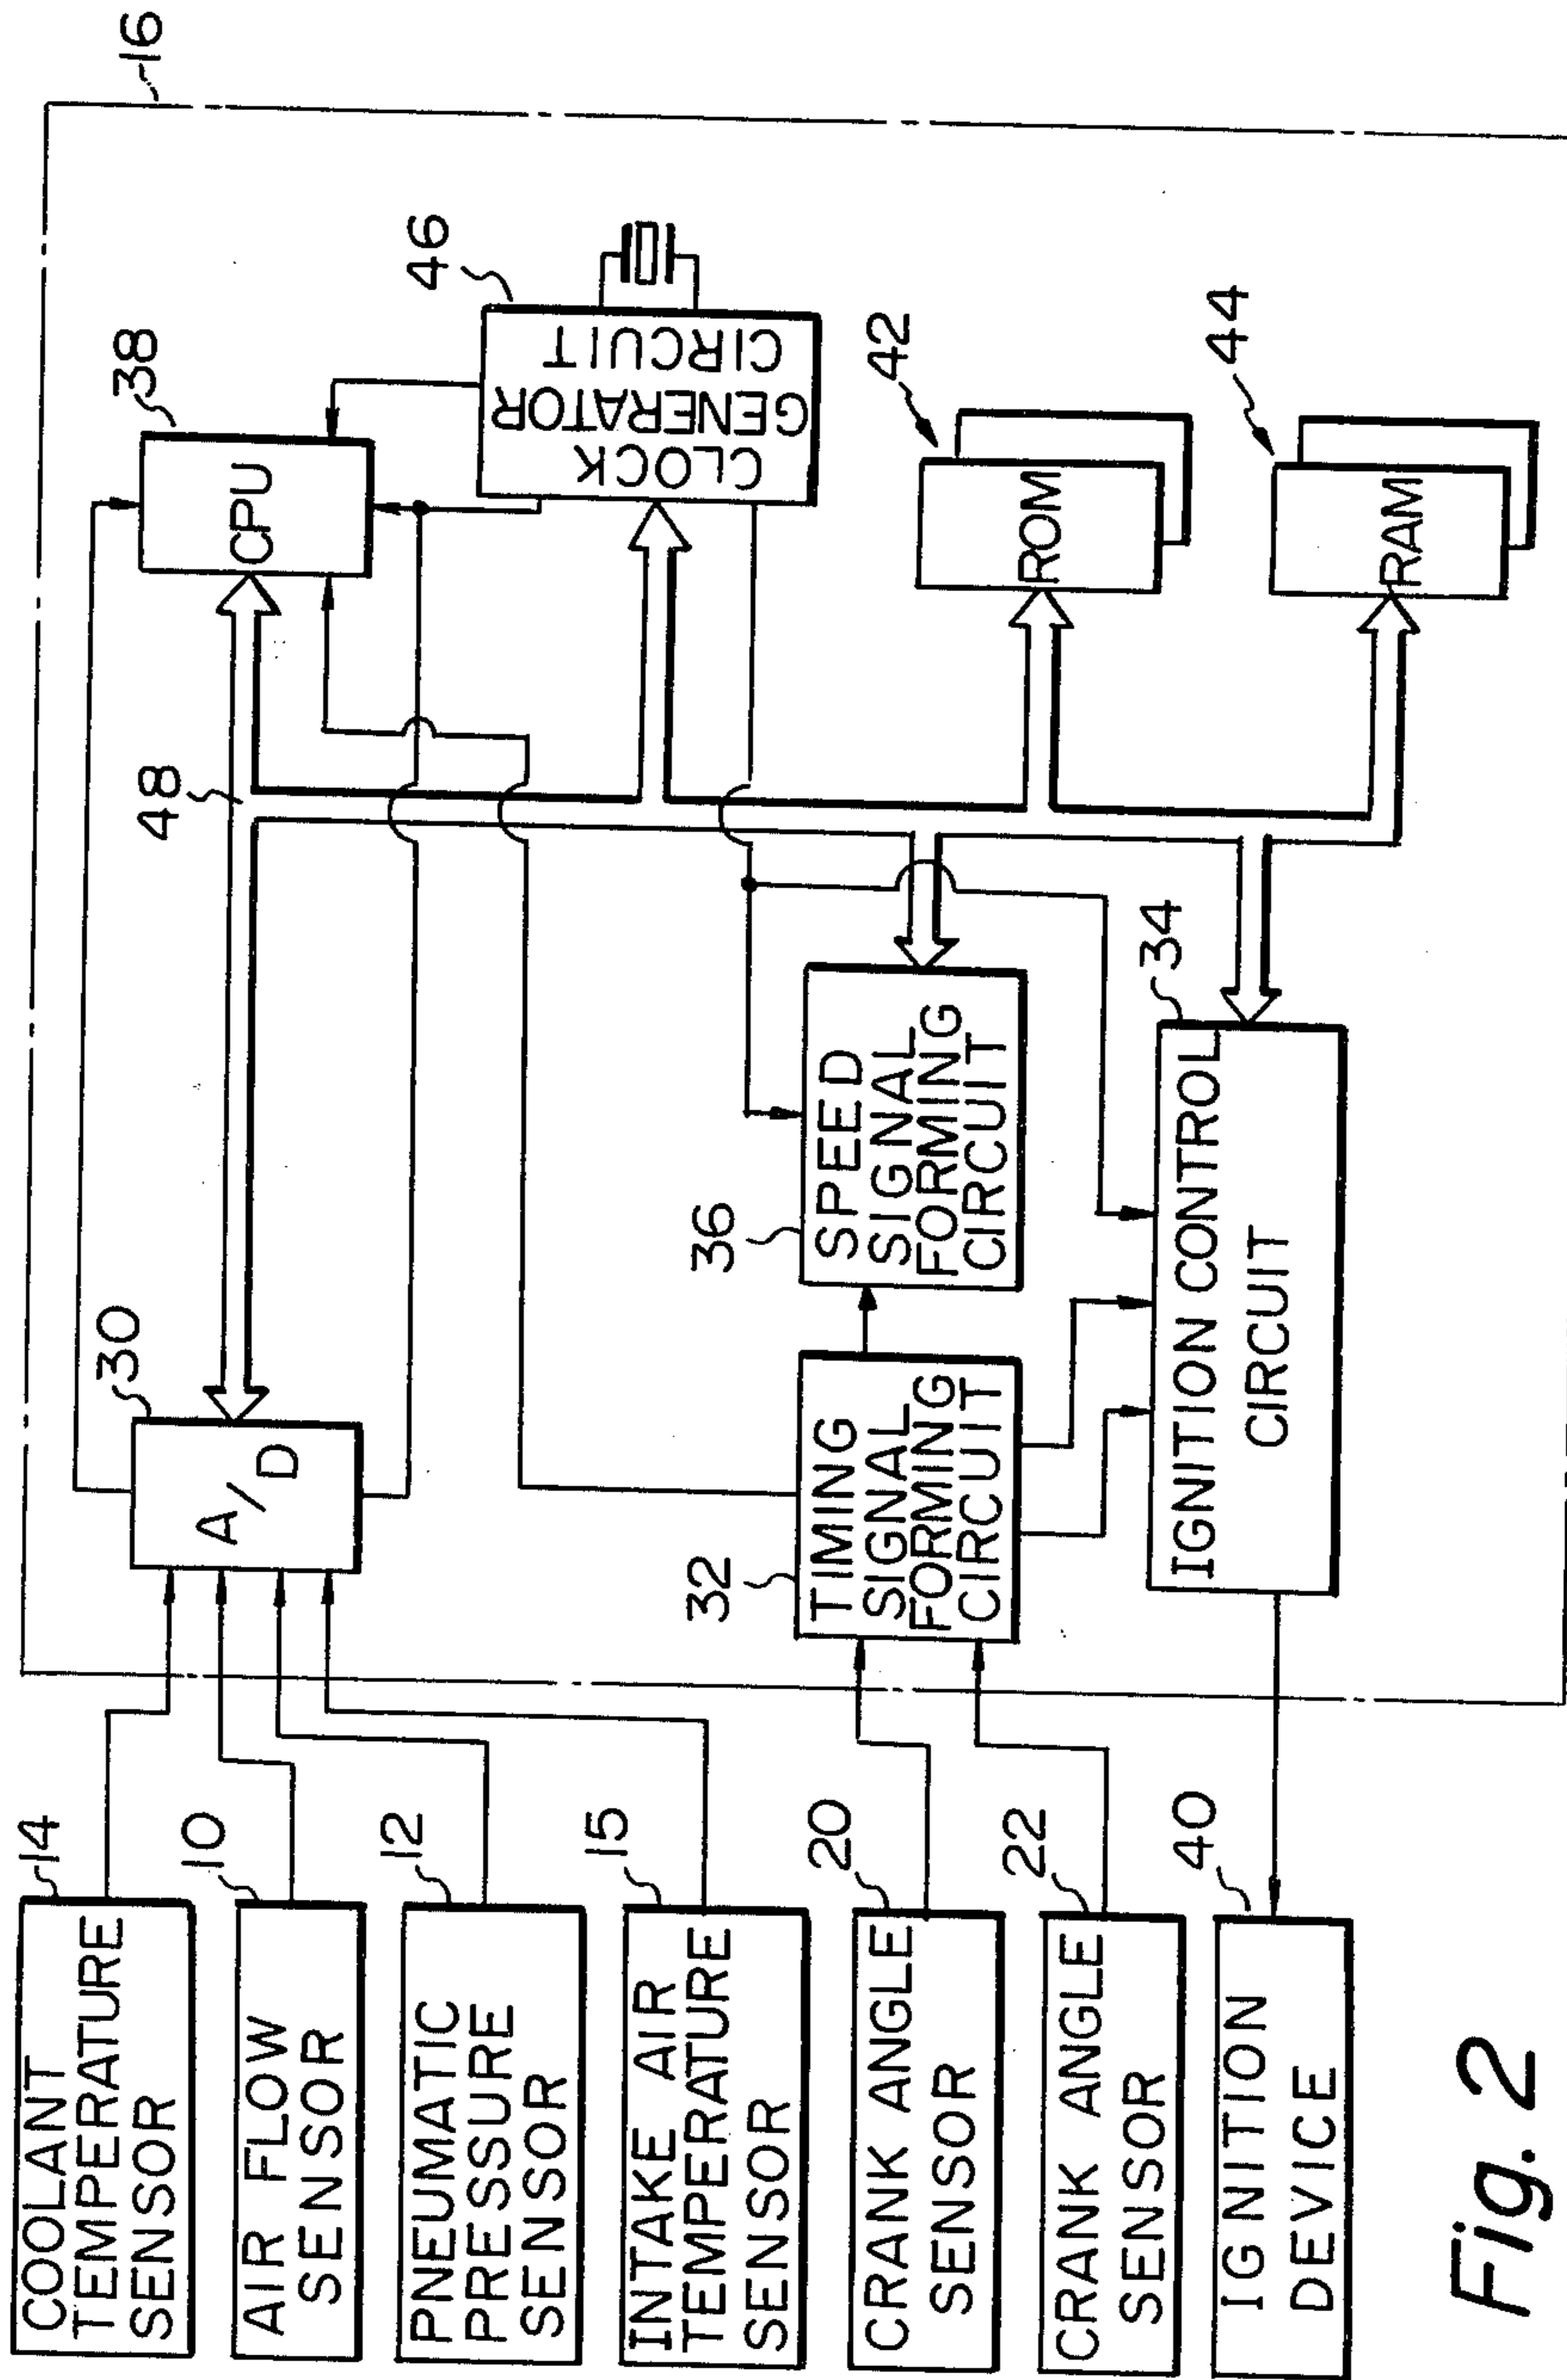 16
COOLANT
TEMPERATURE
SENSOR
14
AIR FLOW
SENSOR
10
PNEUMATIC
PRESSURE
SENSOR
12
INTAKE AIR
TEMPERATURE
SENSOR
15
CRANK ANGLE
SENSOR
20
CRANK ANGLE
SENSOR
22
IGNITION
DEVICE
40
A/D
30
48
CPU
38
CLOCK
GENERATOR
CIRCUIT
46
TIMING
SIGNAL
FORMING
CIRCUIT
32
SPEED
SIGNAL
FORMING
CIRCUIT
36
ROM
42
RAM
44
IGNITION CONTROL
CIRCUIT
34
Fig. 2